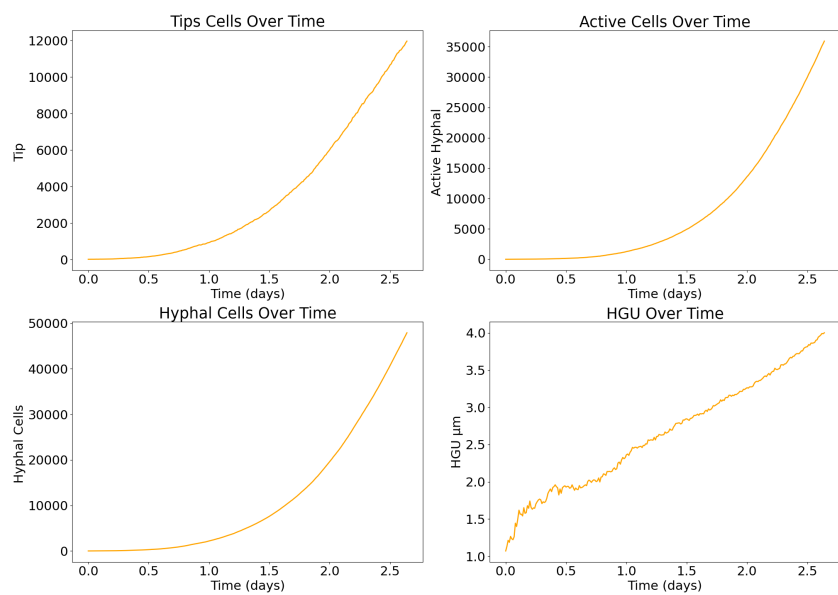 Tips Cells Over Time
12000
10000
8000
6000
4000
2000
0
Tip
0.0 0.5 1.0 1.5 2.0 2.5
Time (days)
Active Cells Over Time
35000
30000
25000
20000
15000
10000
5000
0
Active Hyphal
0.0 0.5 1.0 1.5 2.0 2.5
Time (days)
Hyphal Cells Over Time
50000
40000
30000
20000
10000
0
Hyphal Cells
0.0 0.5 1.0 1.5 2.0 2.5
Time (days)
HGU Over Time
4.0
3.5
3.0
2.5
2.0
1.5
1.0
HGU μm
0.0 0.5 1.0 1.5 2.0 2.5
Time (days)